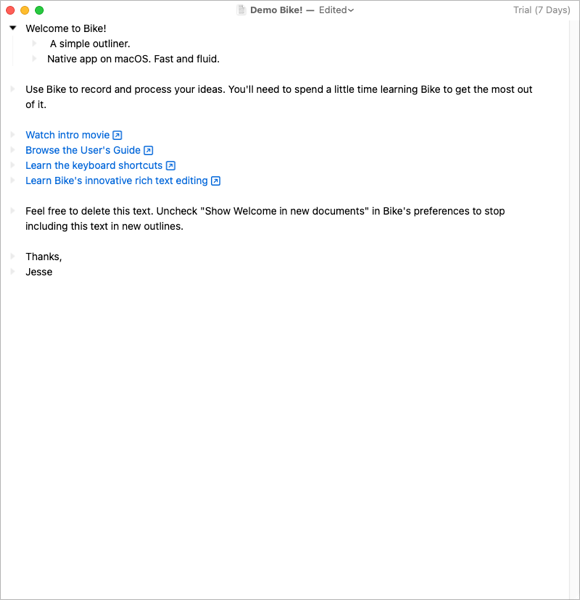 Demo Bike! — Edited
Trial (7 Days)
Welcome to Bike!
A simple outliner.
Native app on macOS. Fast and fluid.
Use Bike to record and process your ideas. You'll need to spend a little time learning Bike to get the most out
of it.
Watch intro movie
Browse the User's Guide
Learn the keyboard shortcuts
Learn Bike's innovative rich text editing
Feel free to delete this text. Uncheck "Show Welcome in new documents" in Bike's preferences to stop
including this text in new outlines.
Thanks,
Jesse